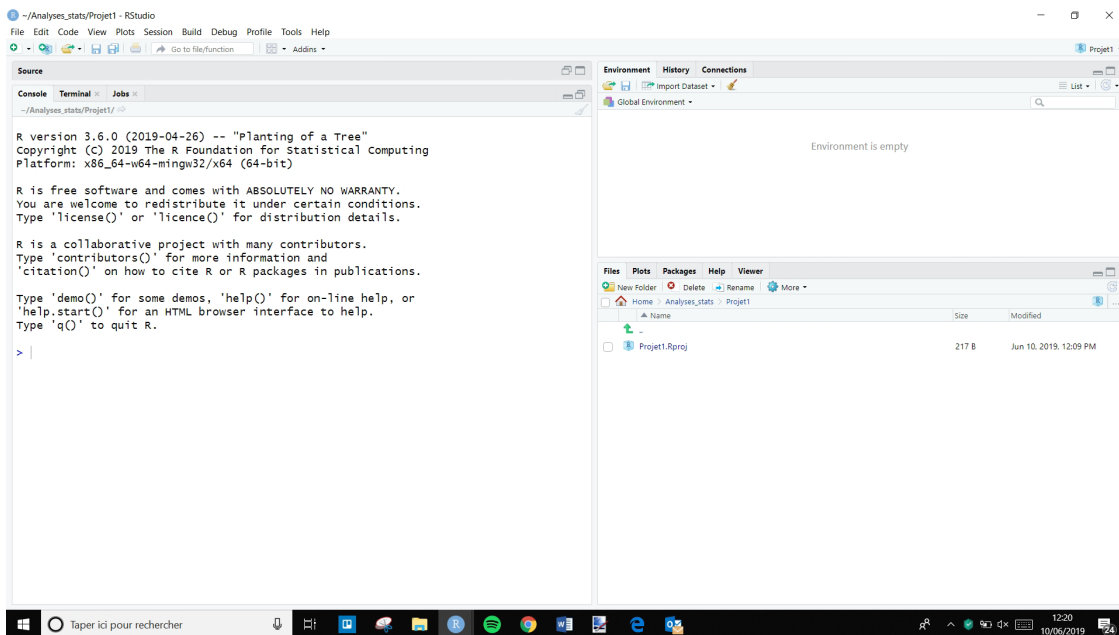 ~/Analyses_stats/Projet1 - RStudio
File Edit Code View Plots Session Build Debug Profile Tools Help
Go to file/function Addins Projet1
Source
Console Terminal Jobs
~/Analyses_stats/Projet1/
R version 3.6.0 (2019-04-26) -- "Planting of a Tree"
Copyright (C) 2019 The R Foundation for Statistical Computing
Platform: x86_64-w64-mingw32/x64 (64-bit)
R is free software and comes with ABSOLUTELY NO WARRANTY.
You are welcome to redistribute it under certain conditions.
Type 'license()' or 'licence()' for distribution details.
R is a collaborative project with many contributors.
Type 'contributors()' for more information and
'citation()' on how to cite R or R packages in publications.
Type 'demo()' for some demos, 'help()' for on-line help, or
'help.start()' for an HTML browser interface to help.
Type 'q()' to quit R.
>
Environment History Connections
Import Dataset List
Global Environment
Environment is empty
Files Plots Packages Help Viewer
New Folder Delete Rename More
Home > Analyses_stats > Projet1
Name Size Modified
..
Projet1.Rproj 217 B Jun 10, 2019, 12:09 PM
Taper ici pour rechercher
12:20
10/06/2019
24